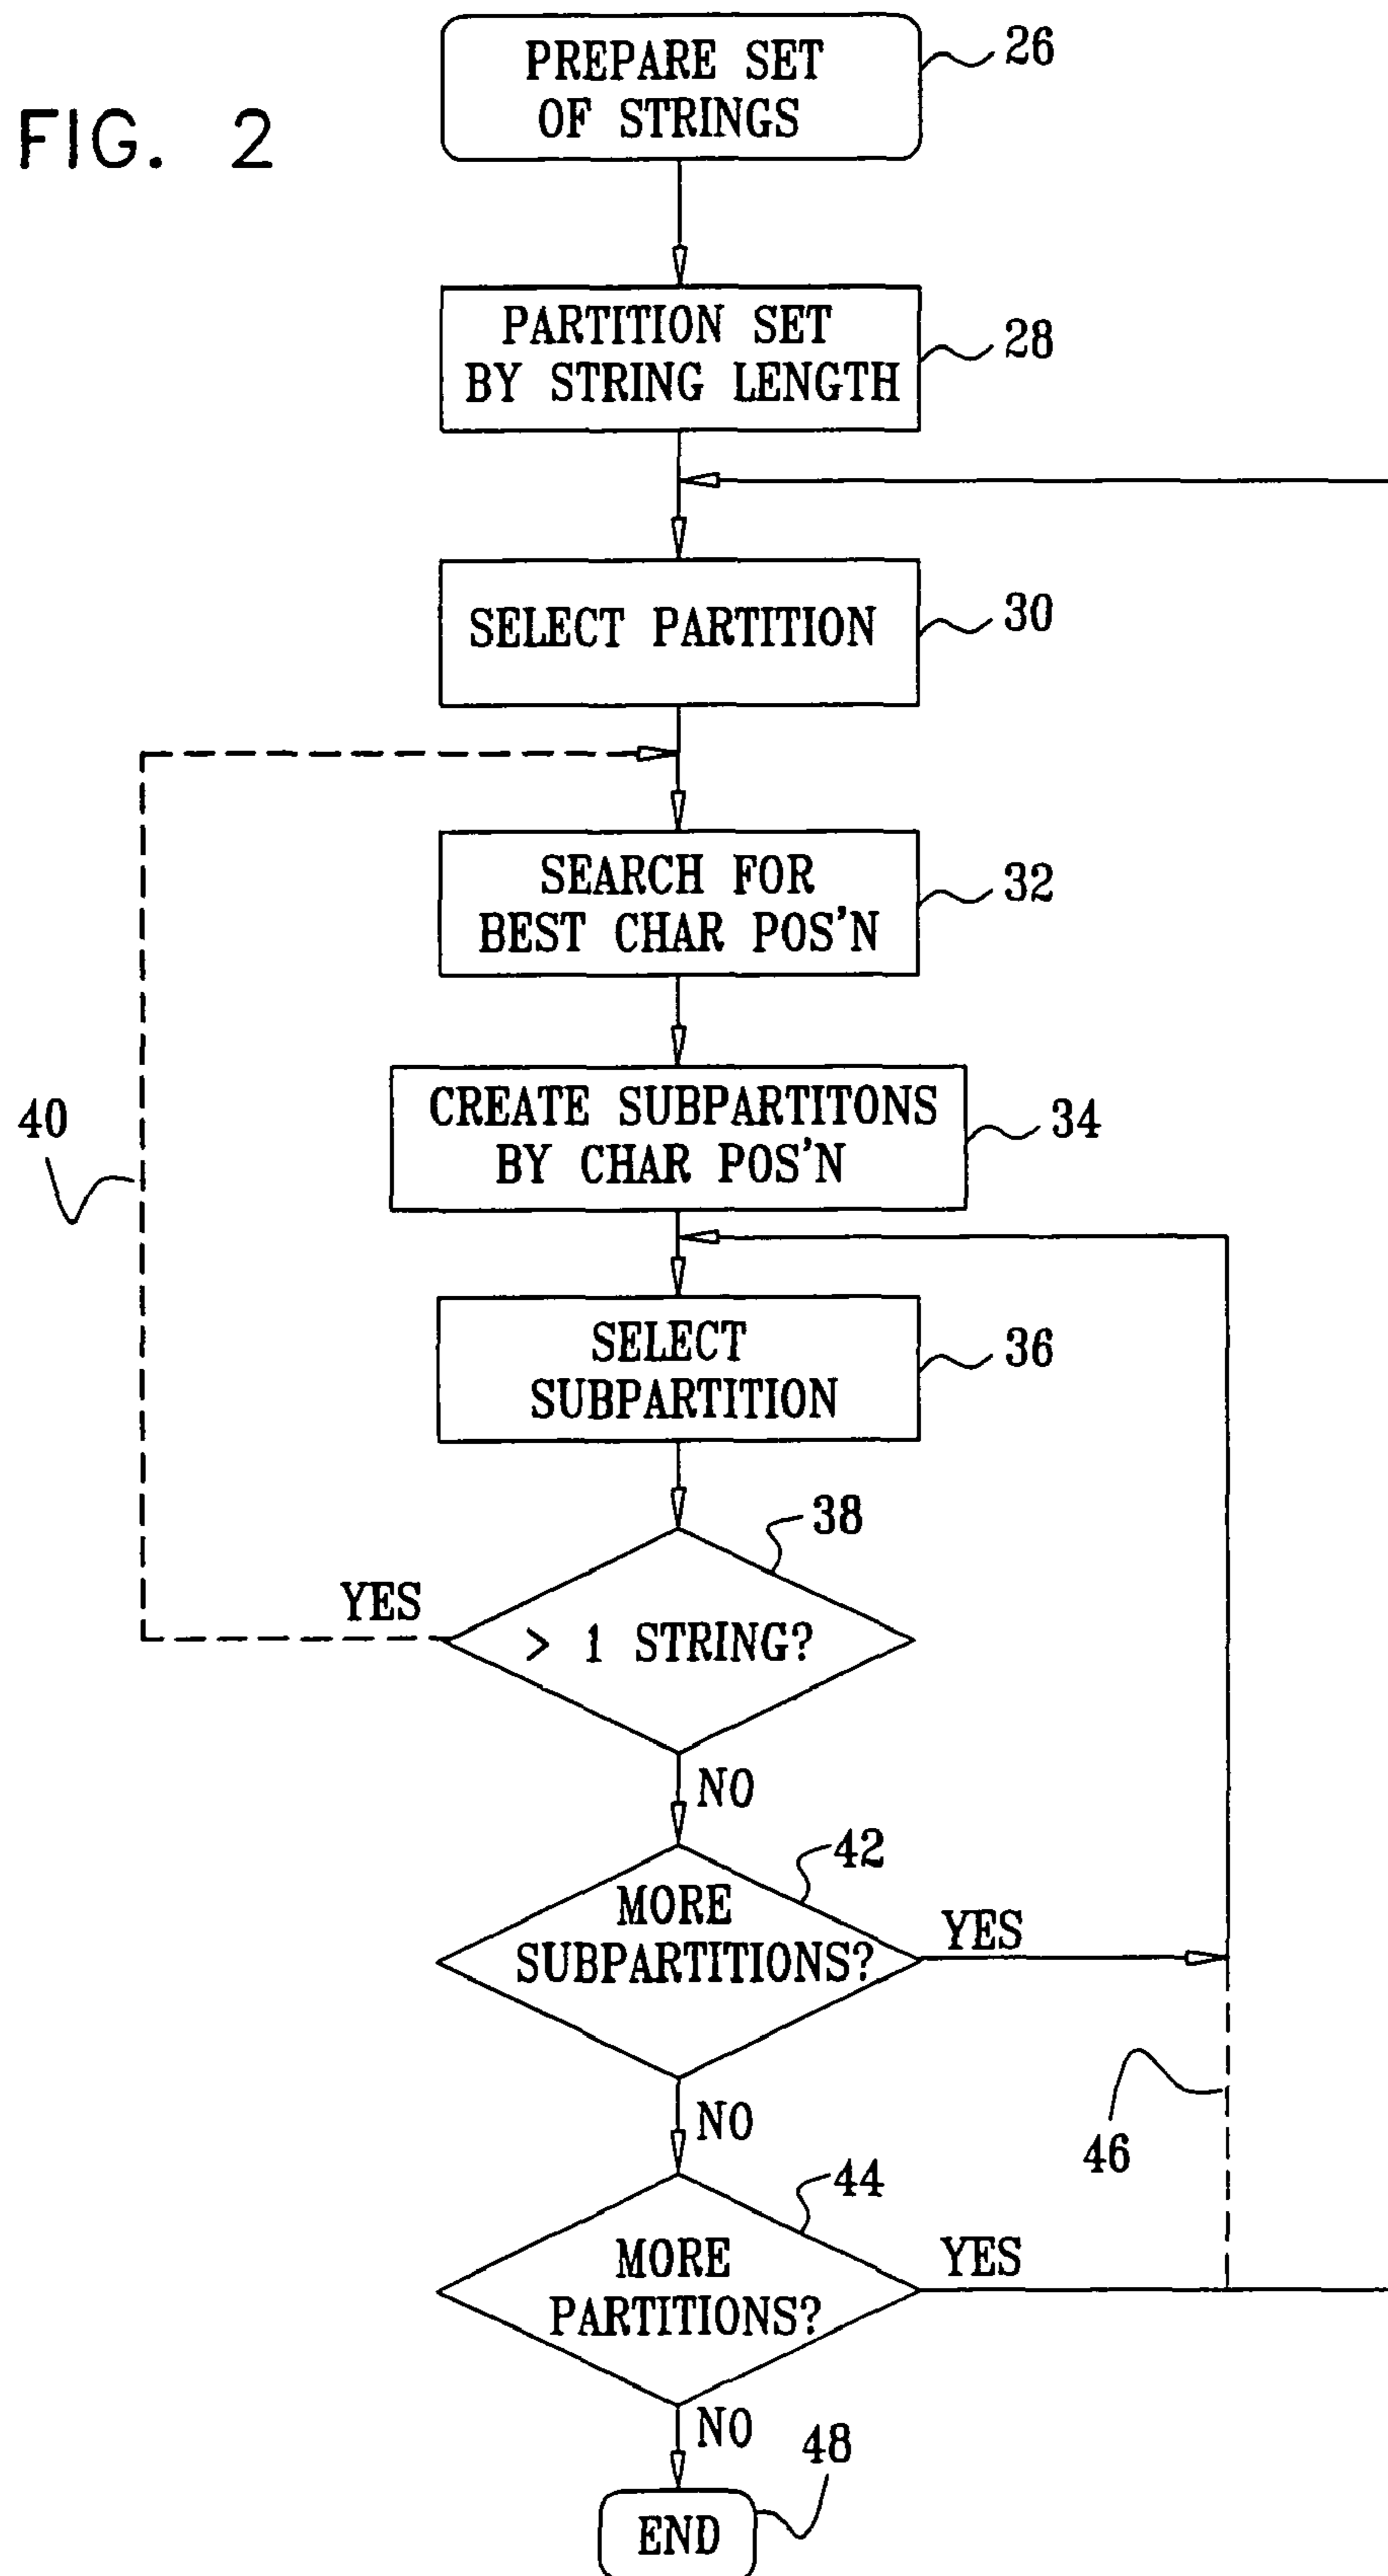 FIG. 2
PREPARE SET
OF STRINGS
26
PARTITION SET
BY STRING LENGTH
28
SELECT PARTITION
30
SEARCH FOR
BEST CHAR POS'N
32
CREATE SUBPARTITONS
BY CHAR POS'N
34
40
SELECT
SUBPARTITION
36
38
YES
> 1 STRING?
NO
42
MORE
SUBPARTITIONS?
YES
46
NO
44
MORE
PARTITIONS?
YES
NO
48
END